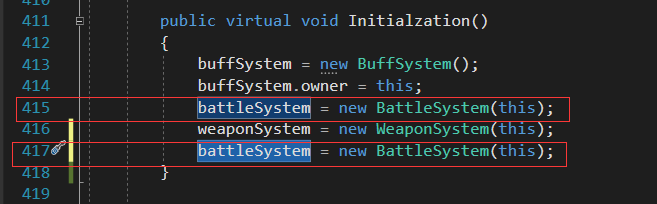 410
411 public virtual void Initialzation()
412 {
413 buffSystem = new BuffSystem();
414 buffSystem.owner = this;
415 battleSystem = new BattleSystem(this);
416 weaponSystem = new WeaponSystem(this);
417 battleSystem = new BattleSystem(this);
418 }
419